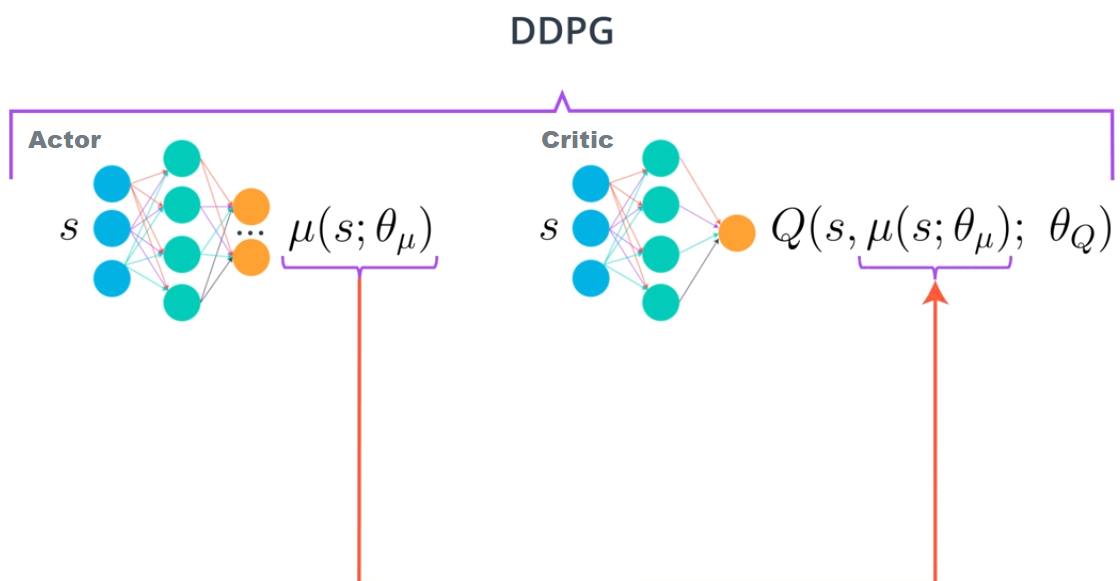 DDPG
Actor
Critic
s
μ(s; θ_μ)
s
Q(s, μ(s; θ_μ); θ_Q)
...